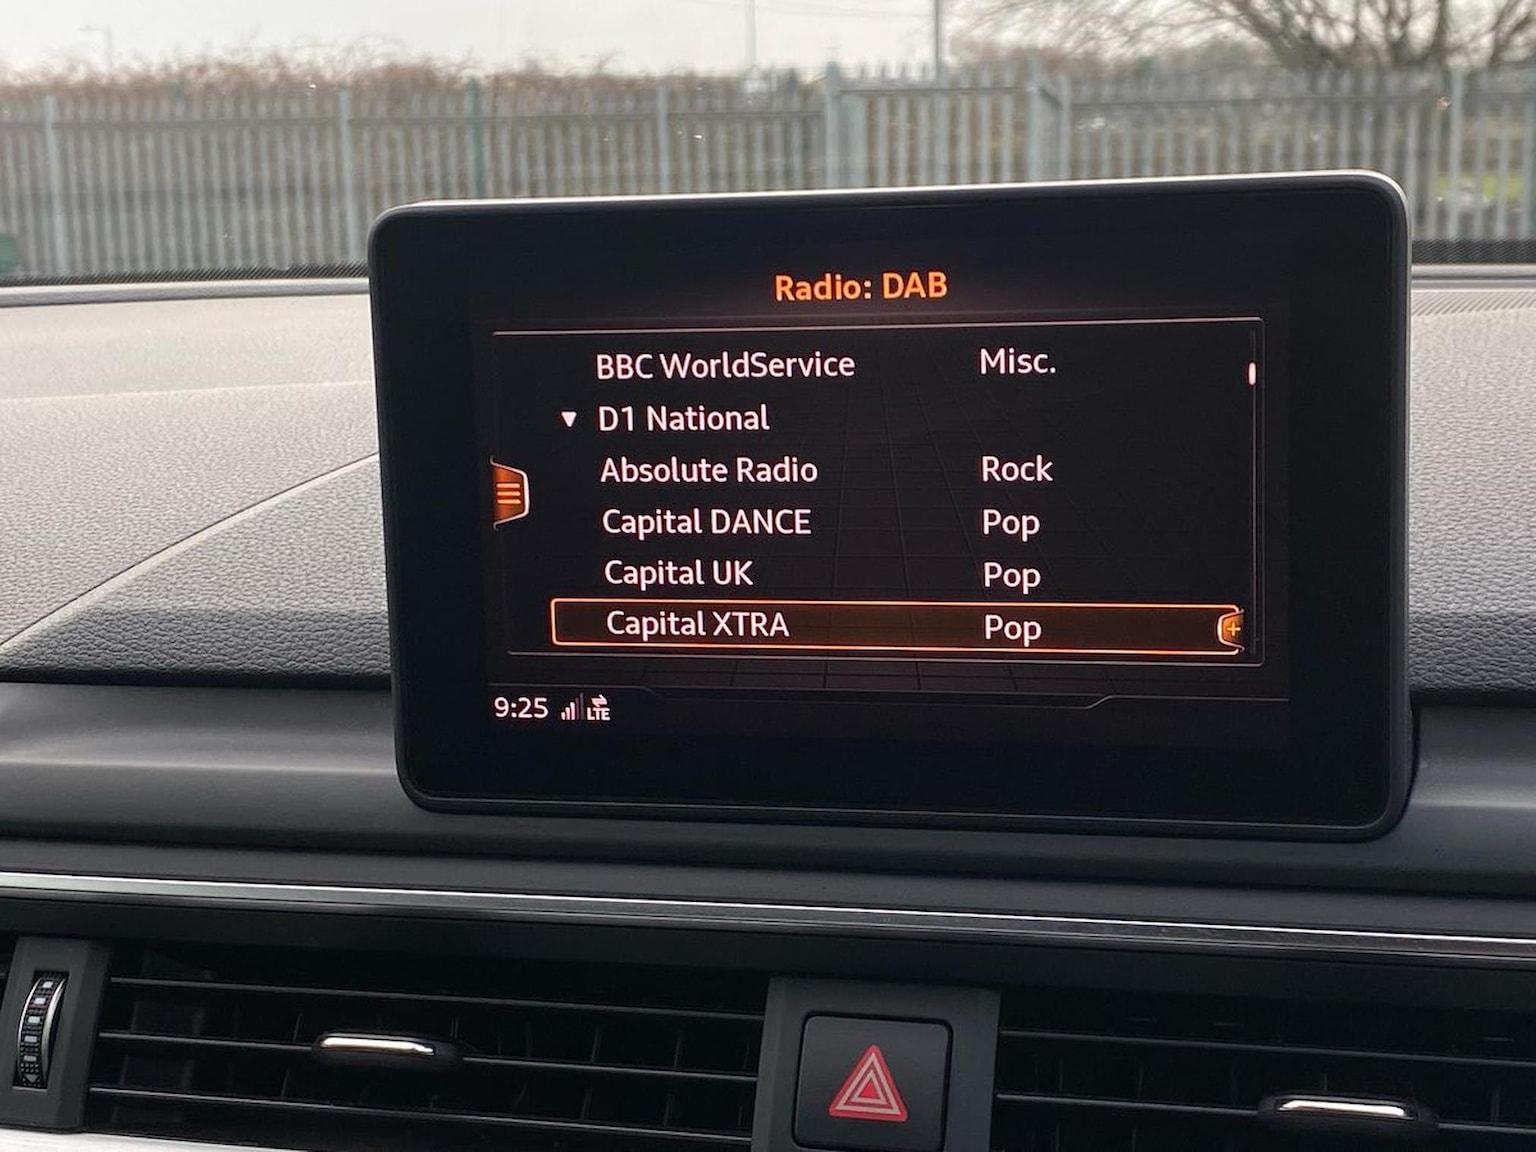 Radio: DAB
BBC WorldService Misc.
▼ D1 National
Absolute Radio Rock
Capital DANCE Pop
Capital UK Pop
Capital XTRA Pop
9:25 LTE